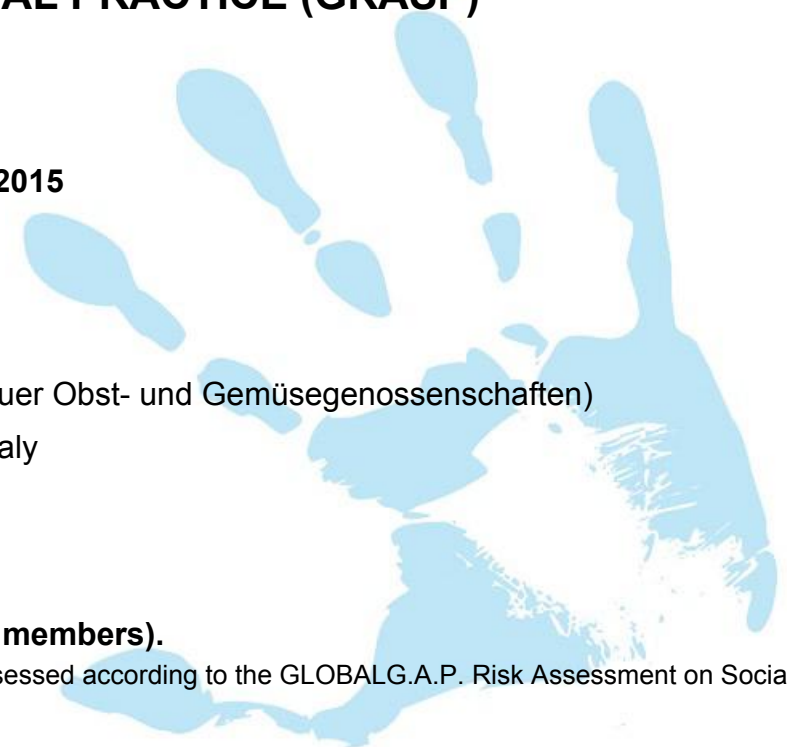 AL PRACTICE (GRASP)
2015
uer Obst- und Gemüsegenossenschaften)
aly
members).
sessed according to the GLOBALG.A.P. Risk Assessment on Socia